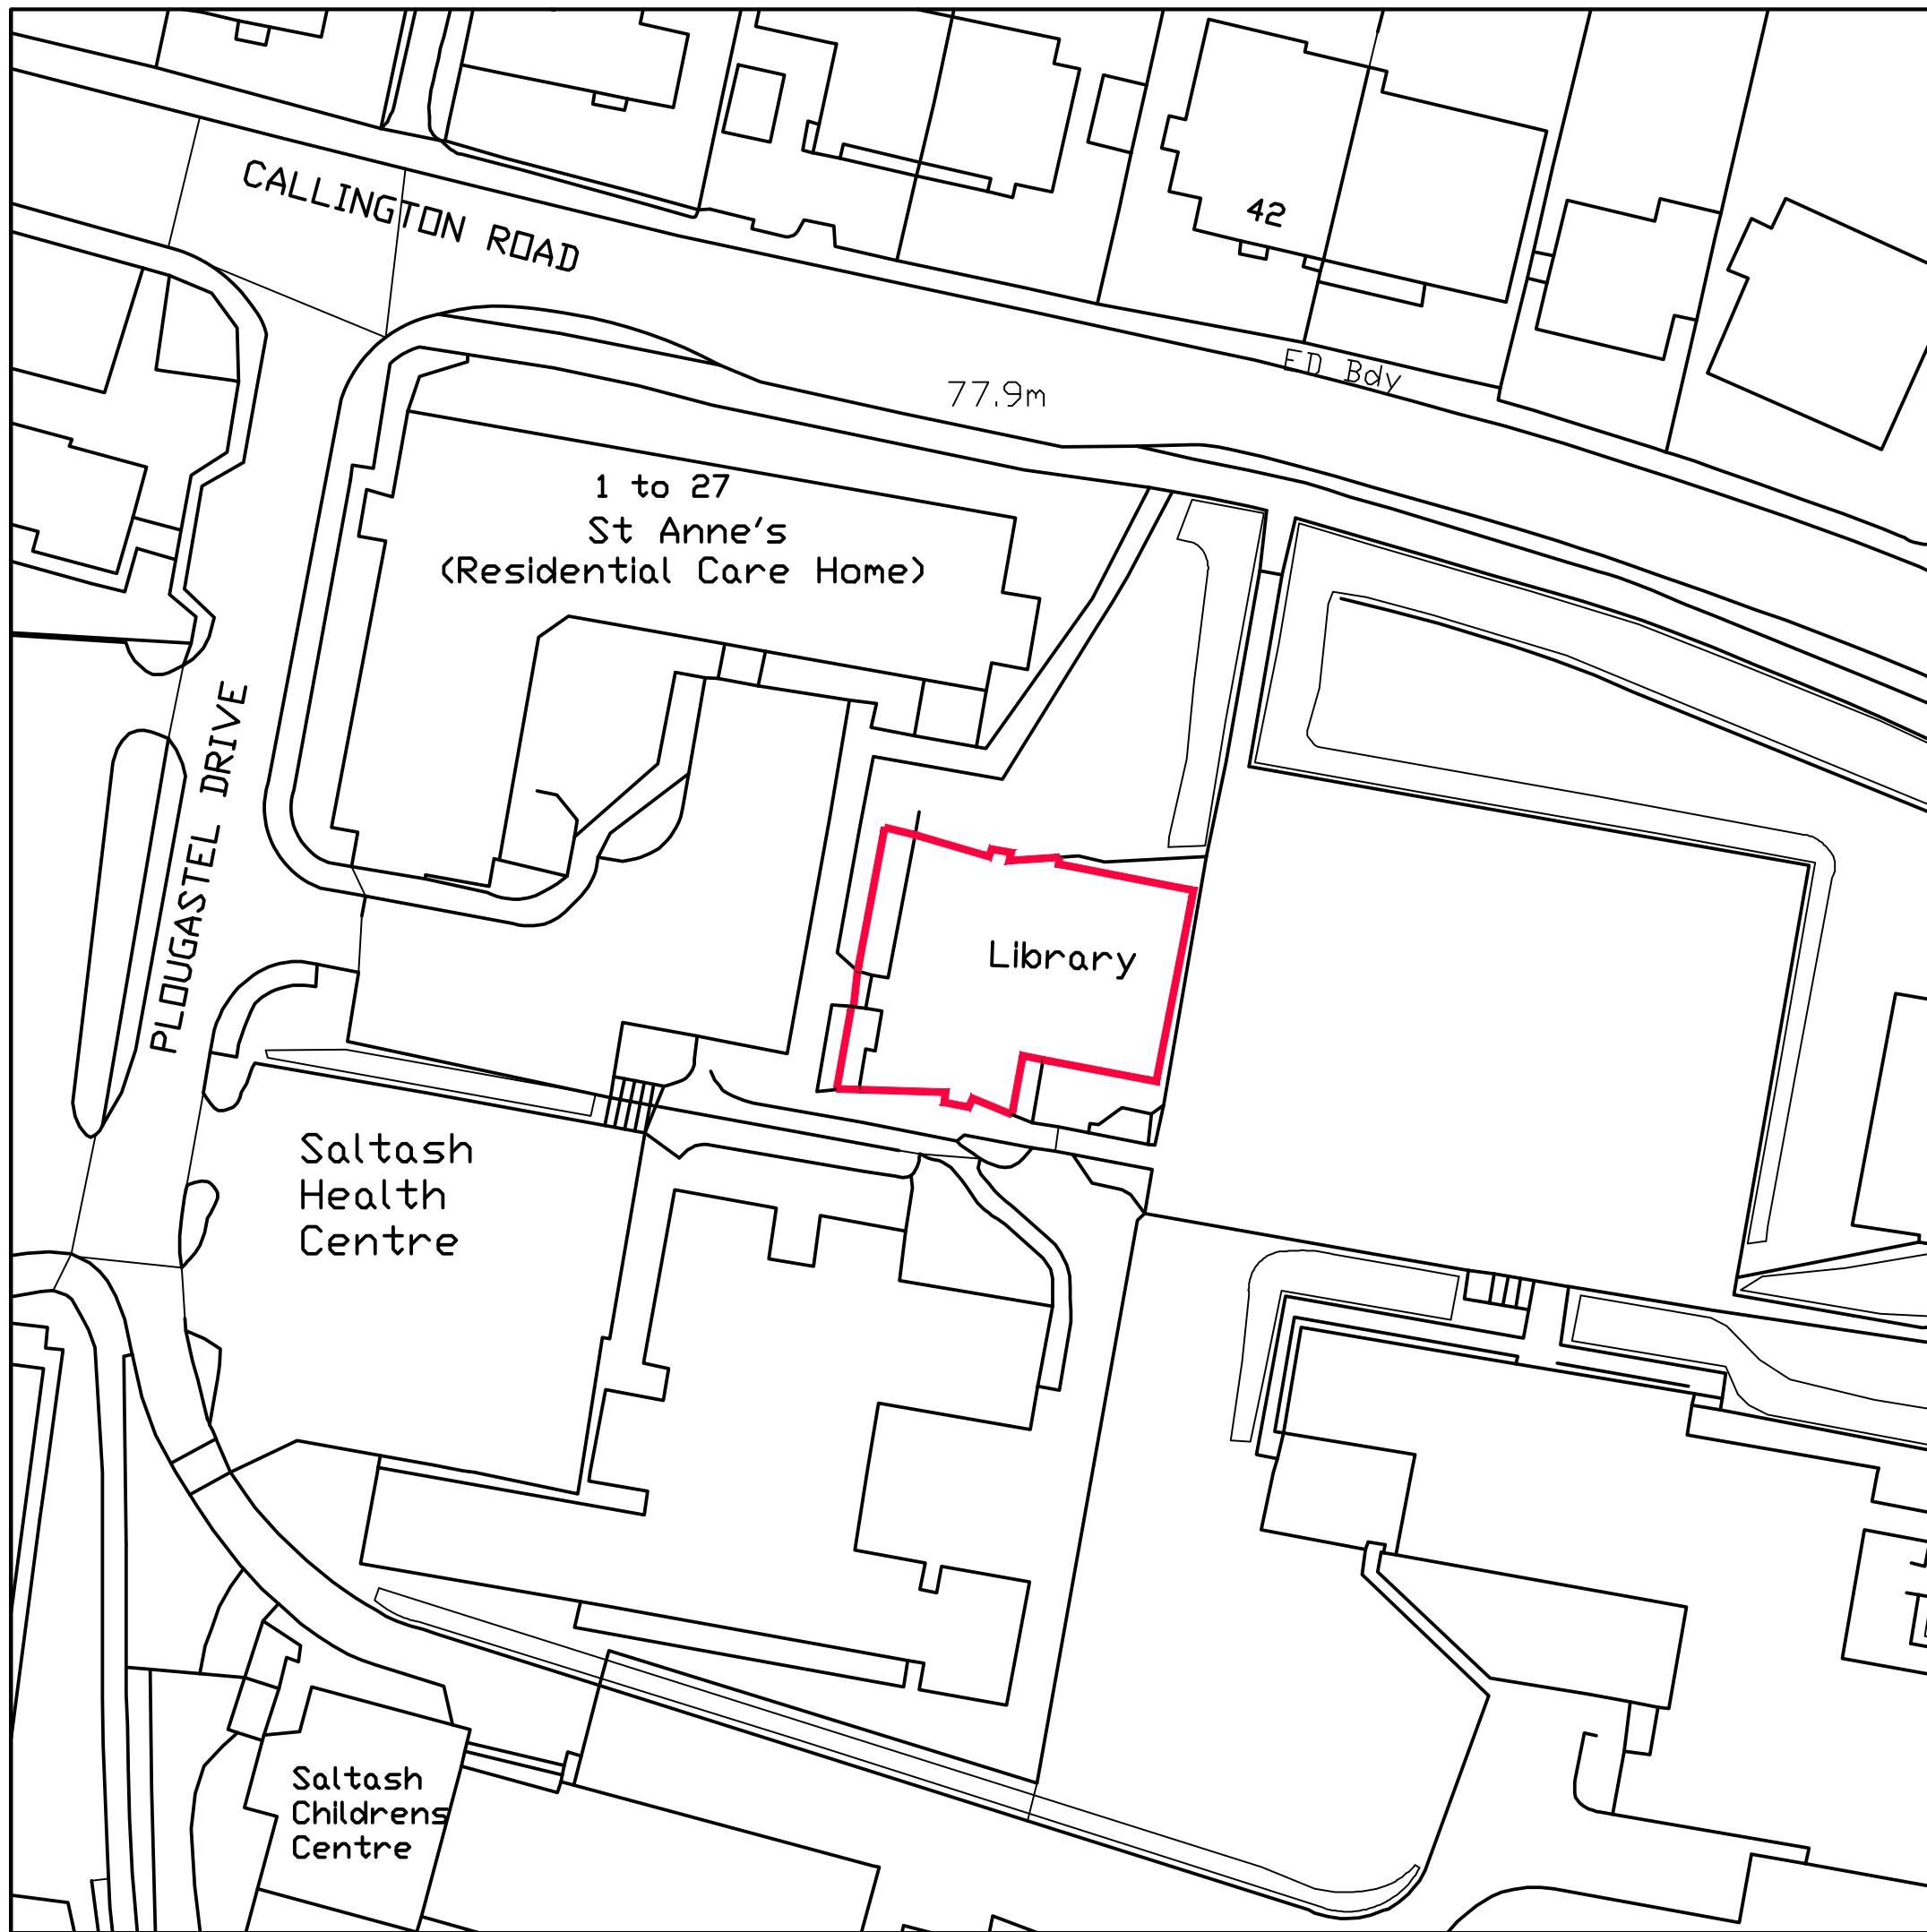 CALLINGTON ROAD
42
ED Bdy
77.9m
1 to 27
St Anne's
(Residential Care Home)
PLOUGASTEL DRIVE
Library
Saltash
Health
Centre
Saltash
Childrens
Centre